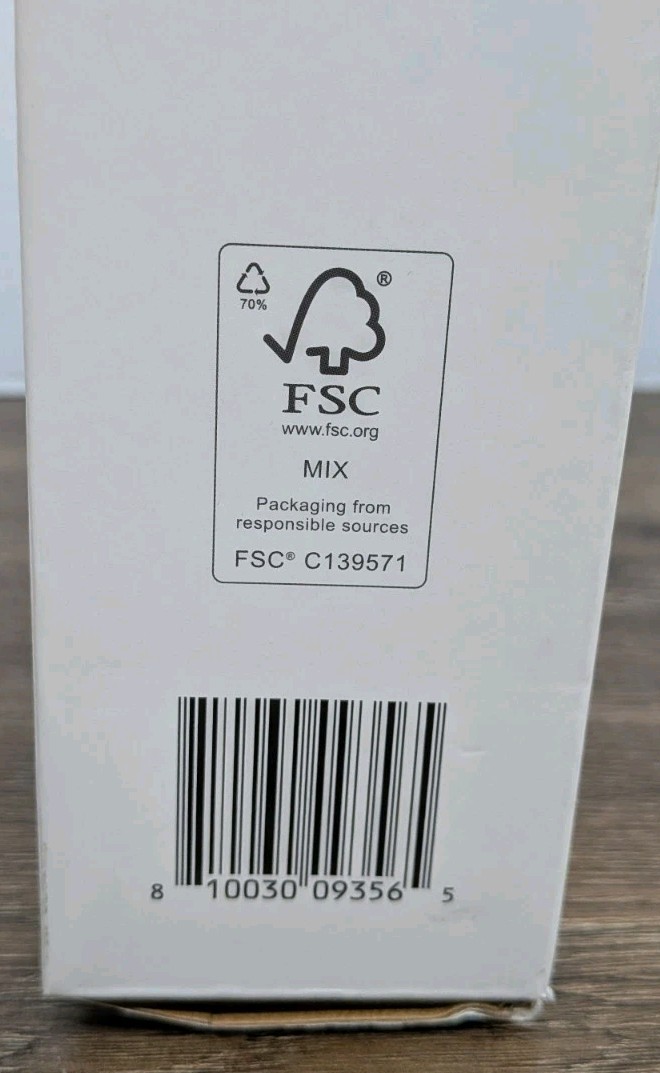 ®
70%
FSC
www.fsc.org
MIX
Packaging from
responsible sources
FSC® C139571
8 10030 09356 5